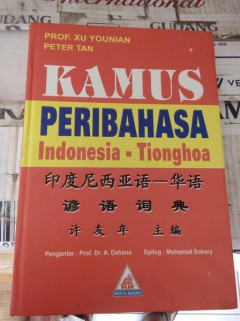 PROF. XU YOUNIAN
PETER TAN
KAMUS
PERIBAHASA
Indonesia - Tionghoa
印度尼西亚语—华语
谚语词典
许友年 主编
Pengantar : Prof. Dr. A. Dahana Epilog : Mohamad Sobary